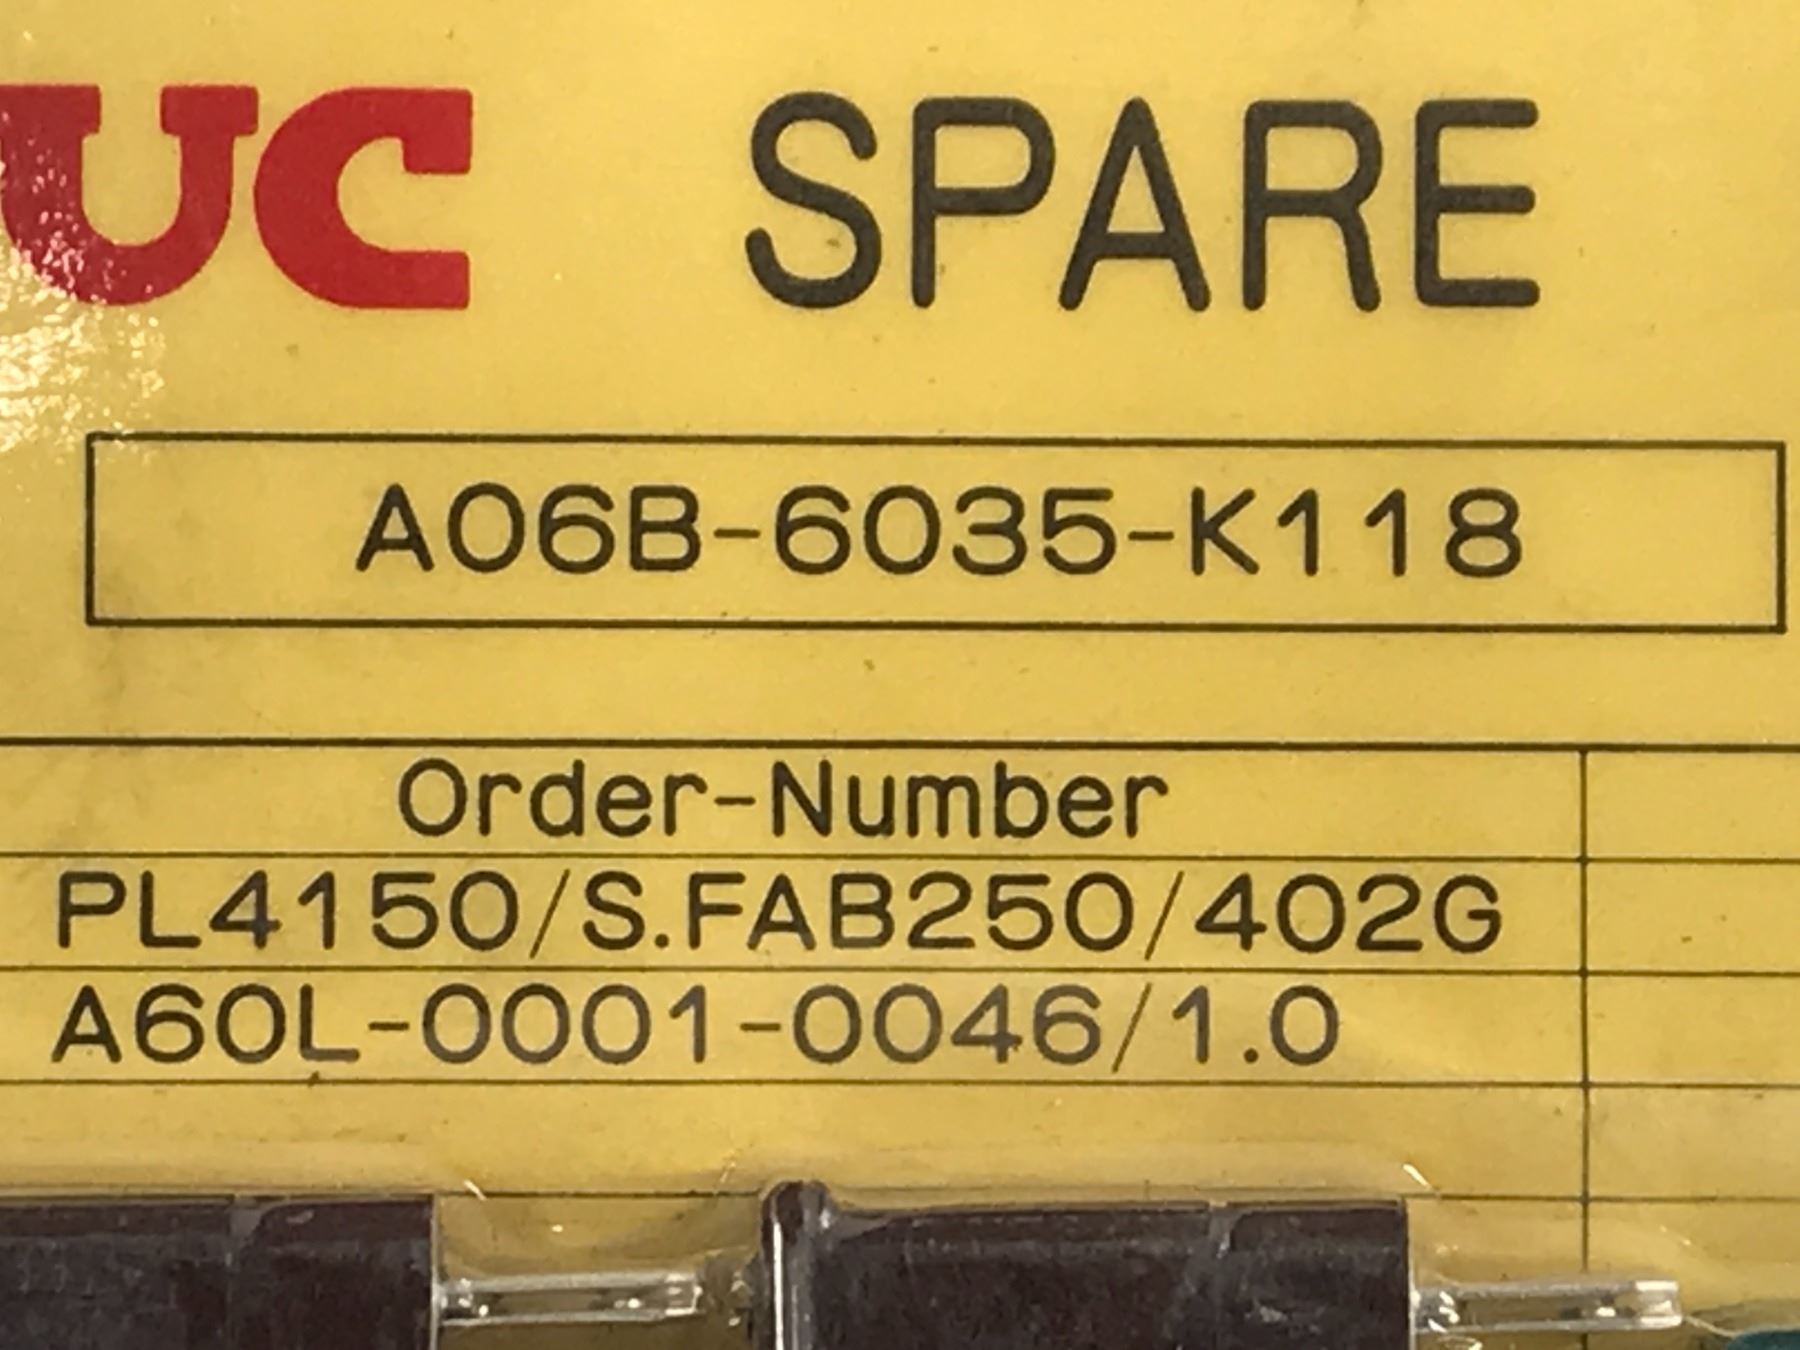 UC SPARE
A06B-6035-K118
Order-Number
PL4150/S.FAB250/402G
A60L-0001-0046/1.0